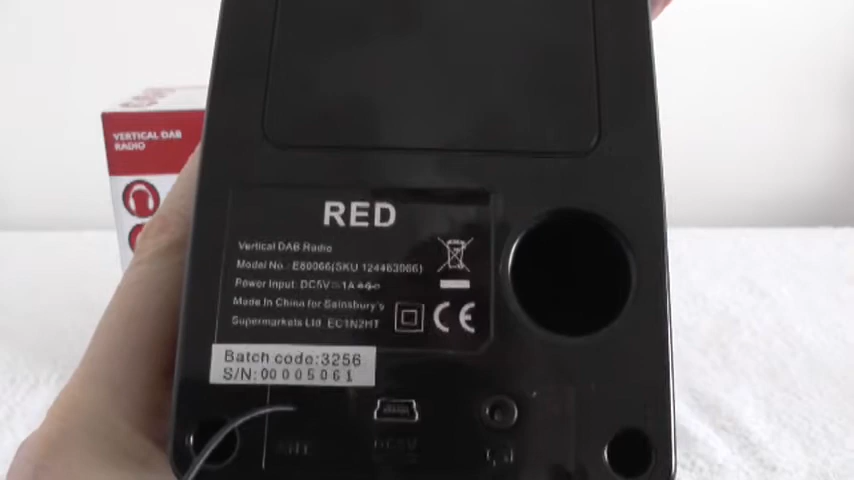 VERTICAL DAB
RADIO
RED
Vertical DAB Radio
Model No.: E80066(SKU 124463066)
Power Input: DC5V 1A
Made In China for Sainsbury's
Supermarkets Ltd. EC1N2HT
CE
Batch code:3256
S/N:00005061
DC5V